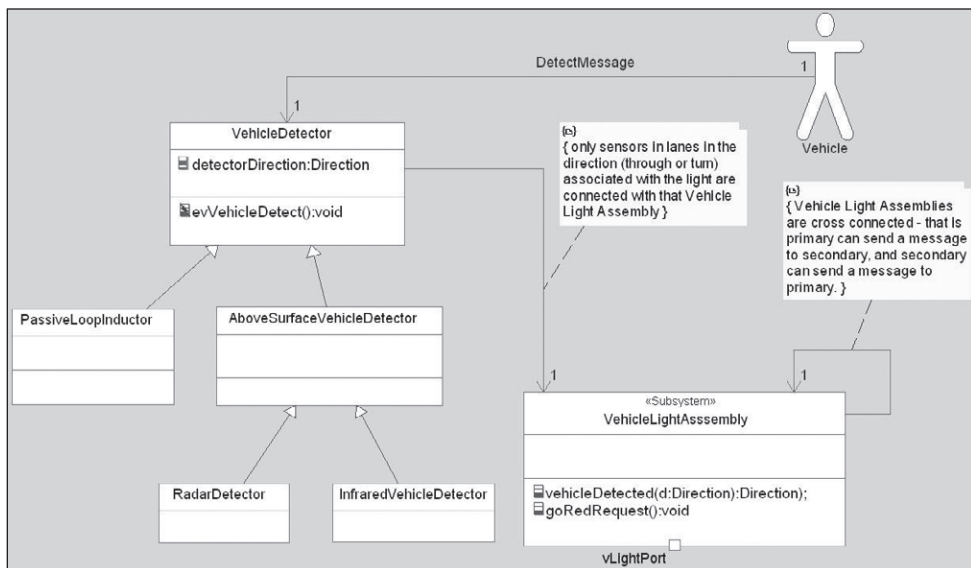 DetectMessage
1
1
Vehicle
VehicleDetector
detectorDirection:Direction
evVehicleDetect():void
{ only sensors in lanes in the
direction (through or turn)
associated with the light are
connected with that Vehicle
Light Assembly }
{ Vehicle Light Assemblies
are cross connected - that is
primary can send a message
to secondary, and secondary
can send a message to
primary. }
PassiveLoopInductor
AboveSurfaceVehicleDetector
1
1
«Subsystem»
VehicleLightAsssembly
RadarDetector
InfraredVehicleDetector
vehicleDetected(d:Direction):Direction);
goRedRequest():void
vLightPort